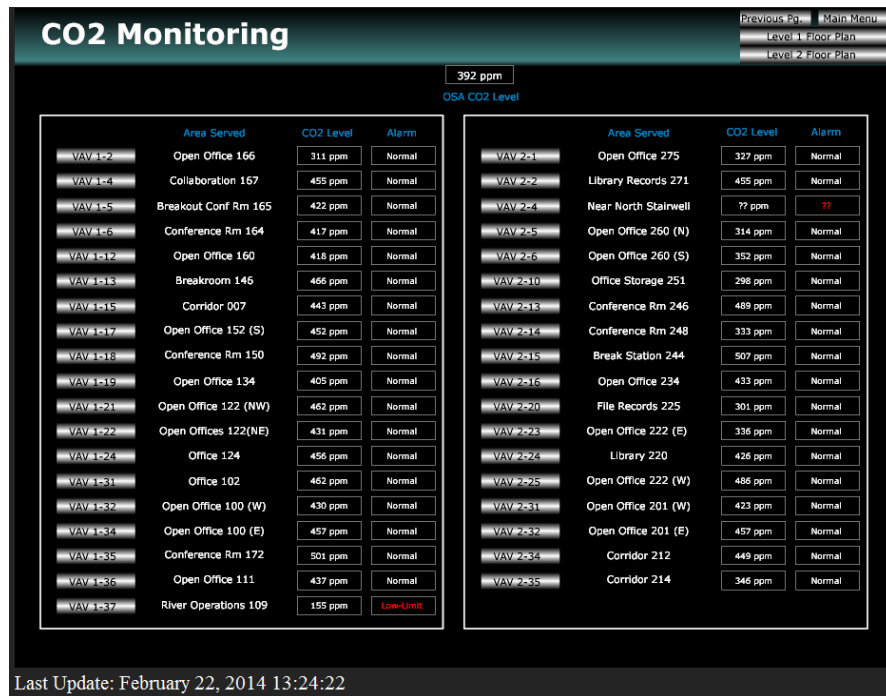 CO2 Monitoring
Previous Pg. Main Menu
Level 1 Floor Plan
Level 2 Floor Plan
392 ppm
OSA CO2 Level
Area Served CO2 Level Alarm
VAV 1-2 Open Office 166 311 ppm Normal
VAV 1-4 Collaboration 167 455 ppm Normal
VAV 1-5 Breakout Conf Rm 165 422 ppm Normal
VAV 1-6 Conference Rm 164 417 ppm Normal
VAV 1-12 Open Office 160 418 ppm Normal
VAV 1-13 Breakroom 146 466 ppm Normal
VAV 1-15 Corridor 007 443 ppm Normal
VAV 1-17 Open Office 152 (S) 452 ppm Normal
VAV 1-18 Conference Rm 150 492 ppm Normal
VAV 1-19 Open Office 134 405 ppm Normal
VAV 1-21 Open Office 122 (NW) 462 ppm Normal
VAV 1-22 Open Offices 122(NE) 431 ppm Normal
VAV 1-24 Office 124 456 ppm Normal
VAV 1-31 Office 102 462 ppm Normal
VAV 1-32 Open Office 100 (W) 430 ppm Normal
VAV 1-34 Open Office 100 (E) 457 ppm Normal
VAV 1-35 Conference Rm 172 501 ppm Normal
VAV 1-36 Open Office 111 437 ppm Normal
VAV 1-37 River Operations 109 155 ppm Low-Limit
Area Served CO2 Level Alarm
VAV 2-1 Open Office 275 327 ppm Normal
VAV 2-2 Library Records 271 455 ppm Normal
VAV 2-4 Near North Stairwell ?? ppm ??
VAV 2-5 Open Office 260 (N) 314 ppm Normal
VAV 2-6 Open Office 260 (S) 352 ppm Normal
VAV 2-10 Office Storage 251 298 ppm Normal
VAV 2-13 Conference Rm 246 489 ppm Normal
VAV 2-14 Conference Rm 248 333 ppm Normal
VAV 2-15 Break Station 244 507 ppm Normal
VAV 2-16 Open Office 234 433 ppm Normal
VAV 2-20 File Records 225 301 ppm Normal
VAV 2-23 Open Office 222 (E) 336 ppm Normal
VAV 2-24 Library 220 426 ppm Normal
VAV 2-25 Open Office 222 (W) 486 ppm Normal
VAV 2-31 Open Office 201 (W) 423 ppm Normal
VAV 2-32 Open Office 201 (E) 457 ppm Normal
VAV 2-34 Corridor 212 449 ppm Normal
VAV 2-35 Corridor 214 346 ppm Normal
Last Update: February 22, 2014 13:24:22